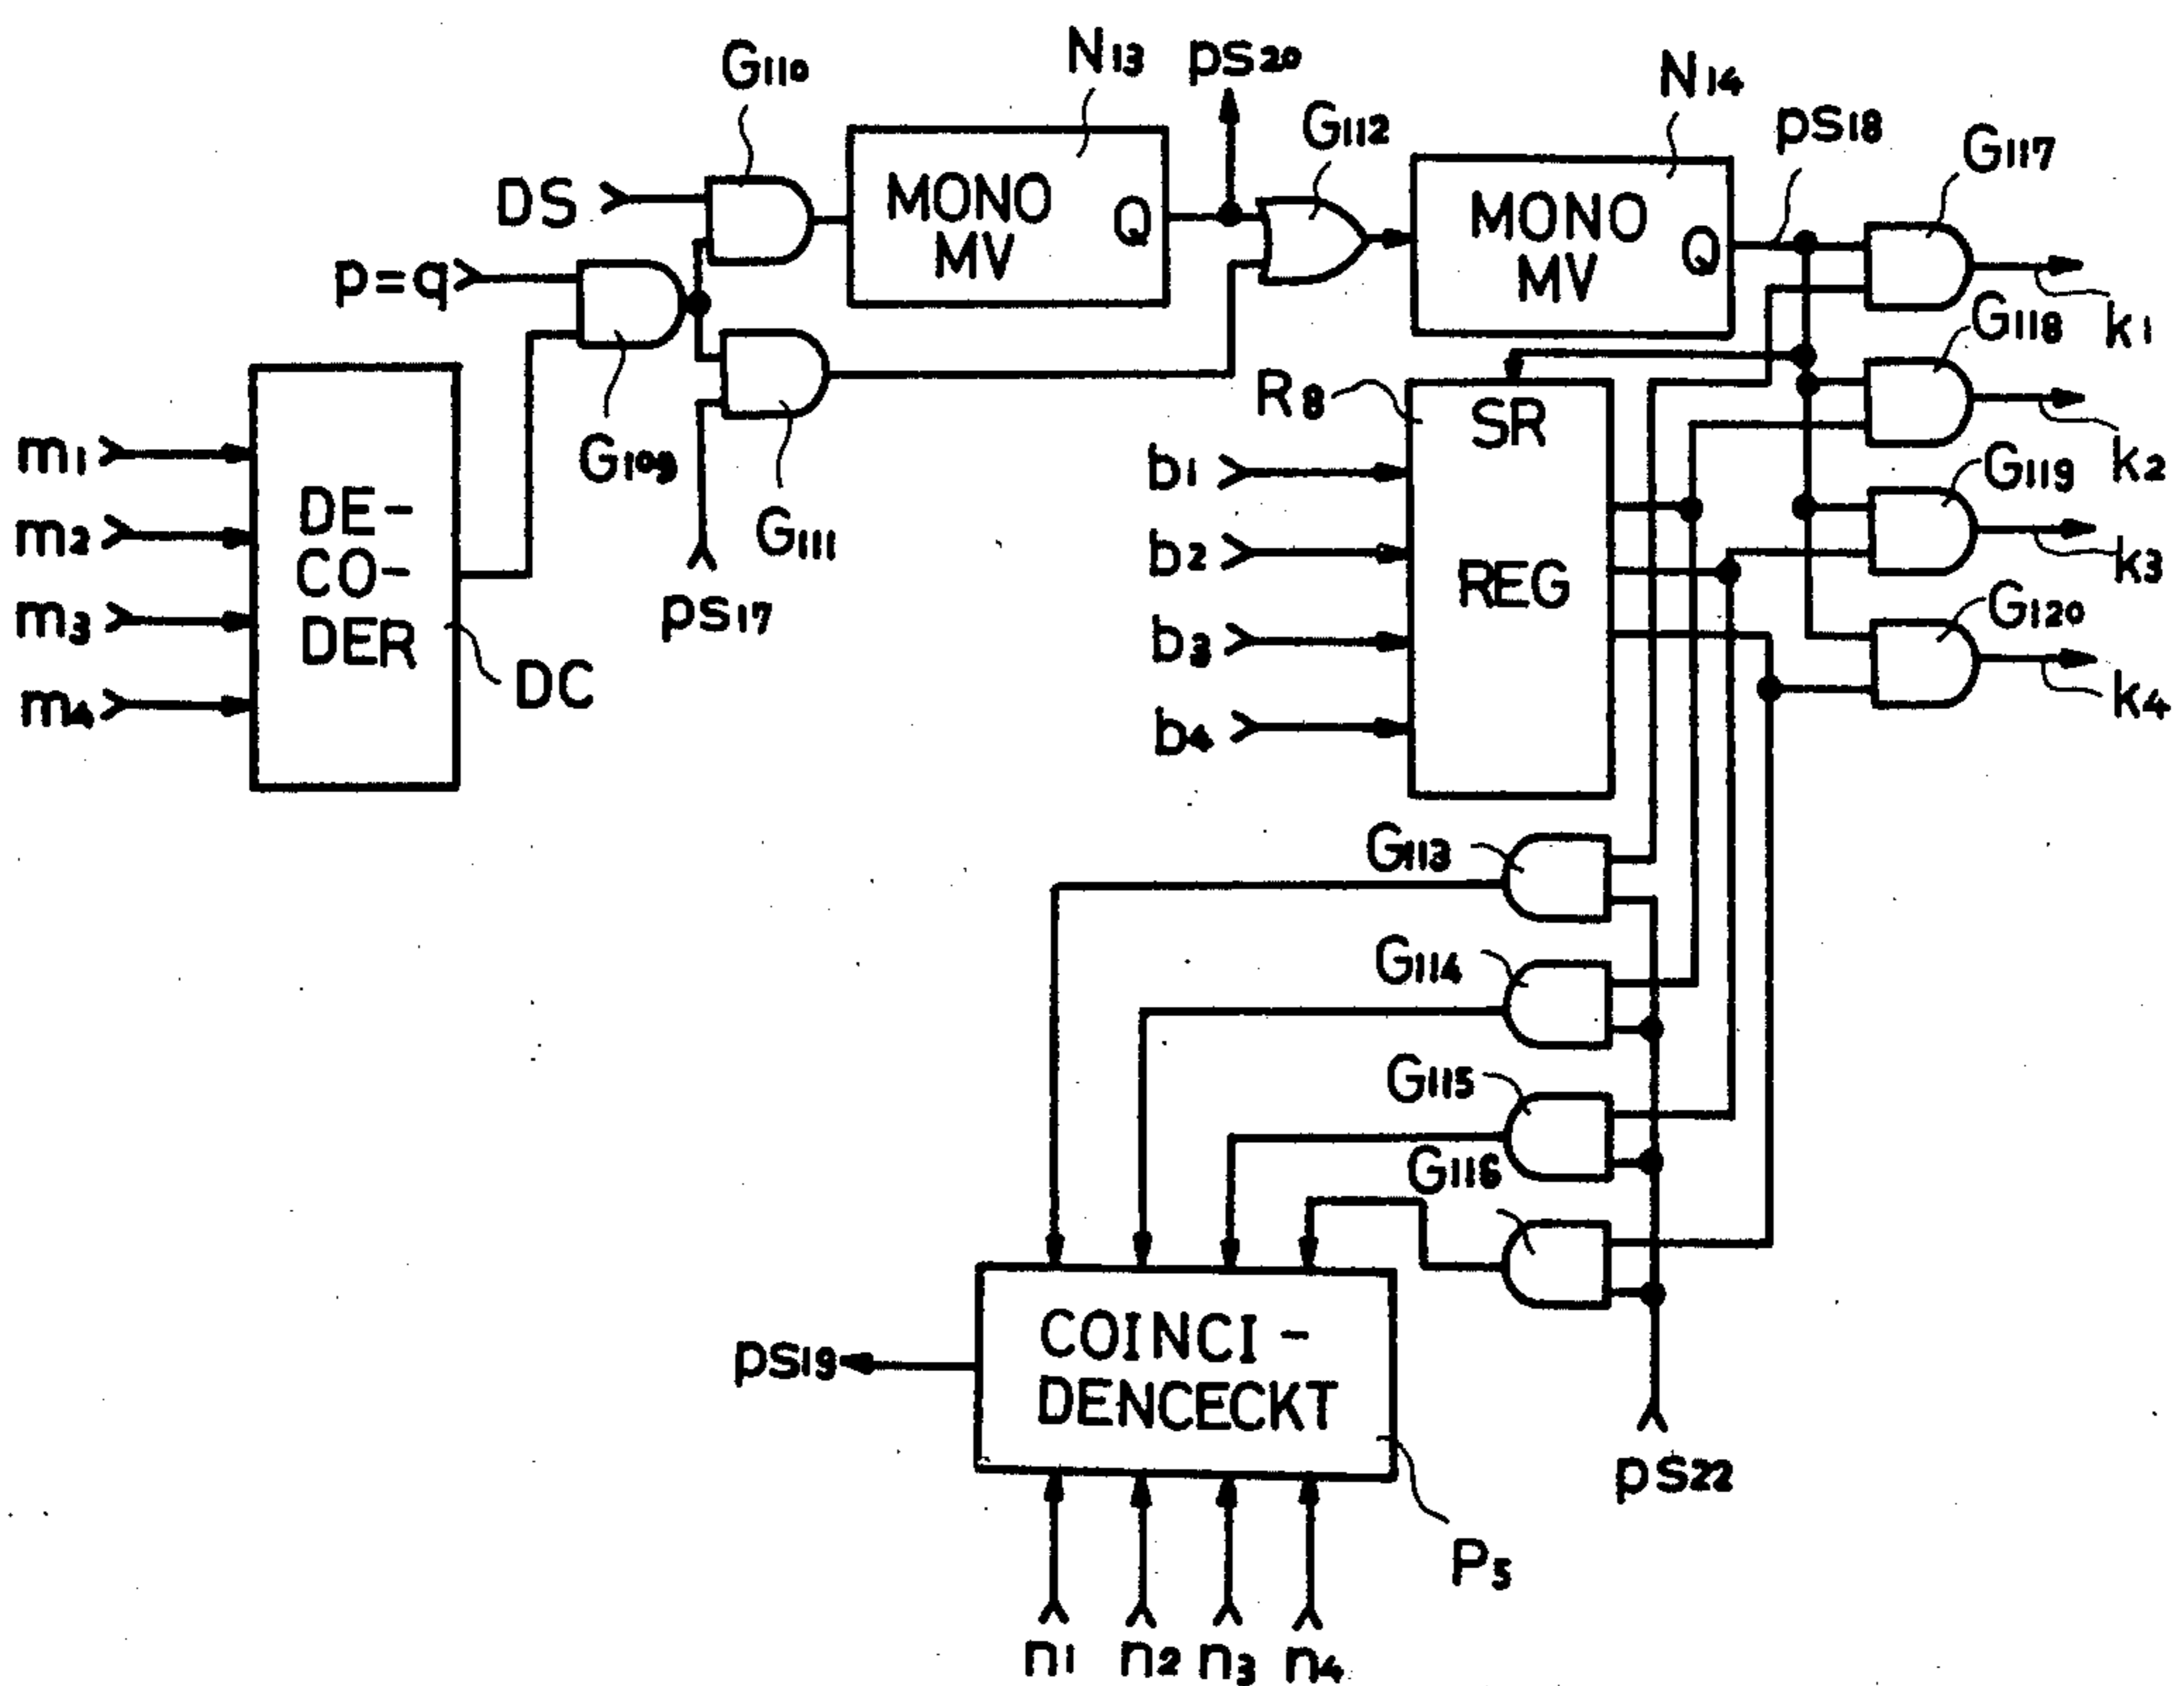 G110
N13
PS20
G112
N14
PS18
G117
DS
MONO
MV
Q
MONO
MV
Q
p=q
G118
k1
R8
SR
G109
m1
b1
k2
G119
DE-
CO-
DER
m2
G111
b2
REG
k3
PS17
m3
b3
G120
DC
m4
b4
k4
G113
G114
G115
G116
COINCI-
DENCECKT
PS19
PS22
P5
n1 n2 n3 n4